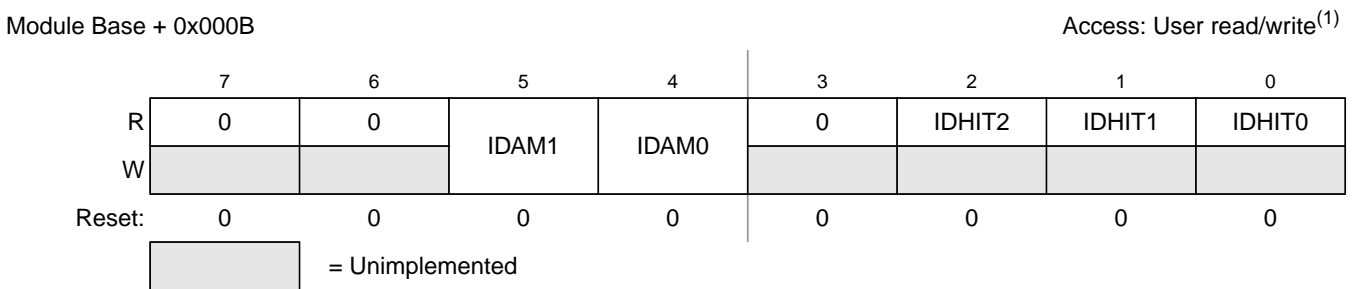 Module Base + 0x000B Access: User read/write(1)
7 6 5 4 3 2 1 0
R 0 0 IDAM1 IDAM0 0 IDHIT2 IDHIT1 IDHIT0
W
Reset: 0 0 0 0 0 0 0 0
= Unimplemented